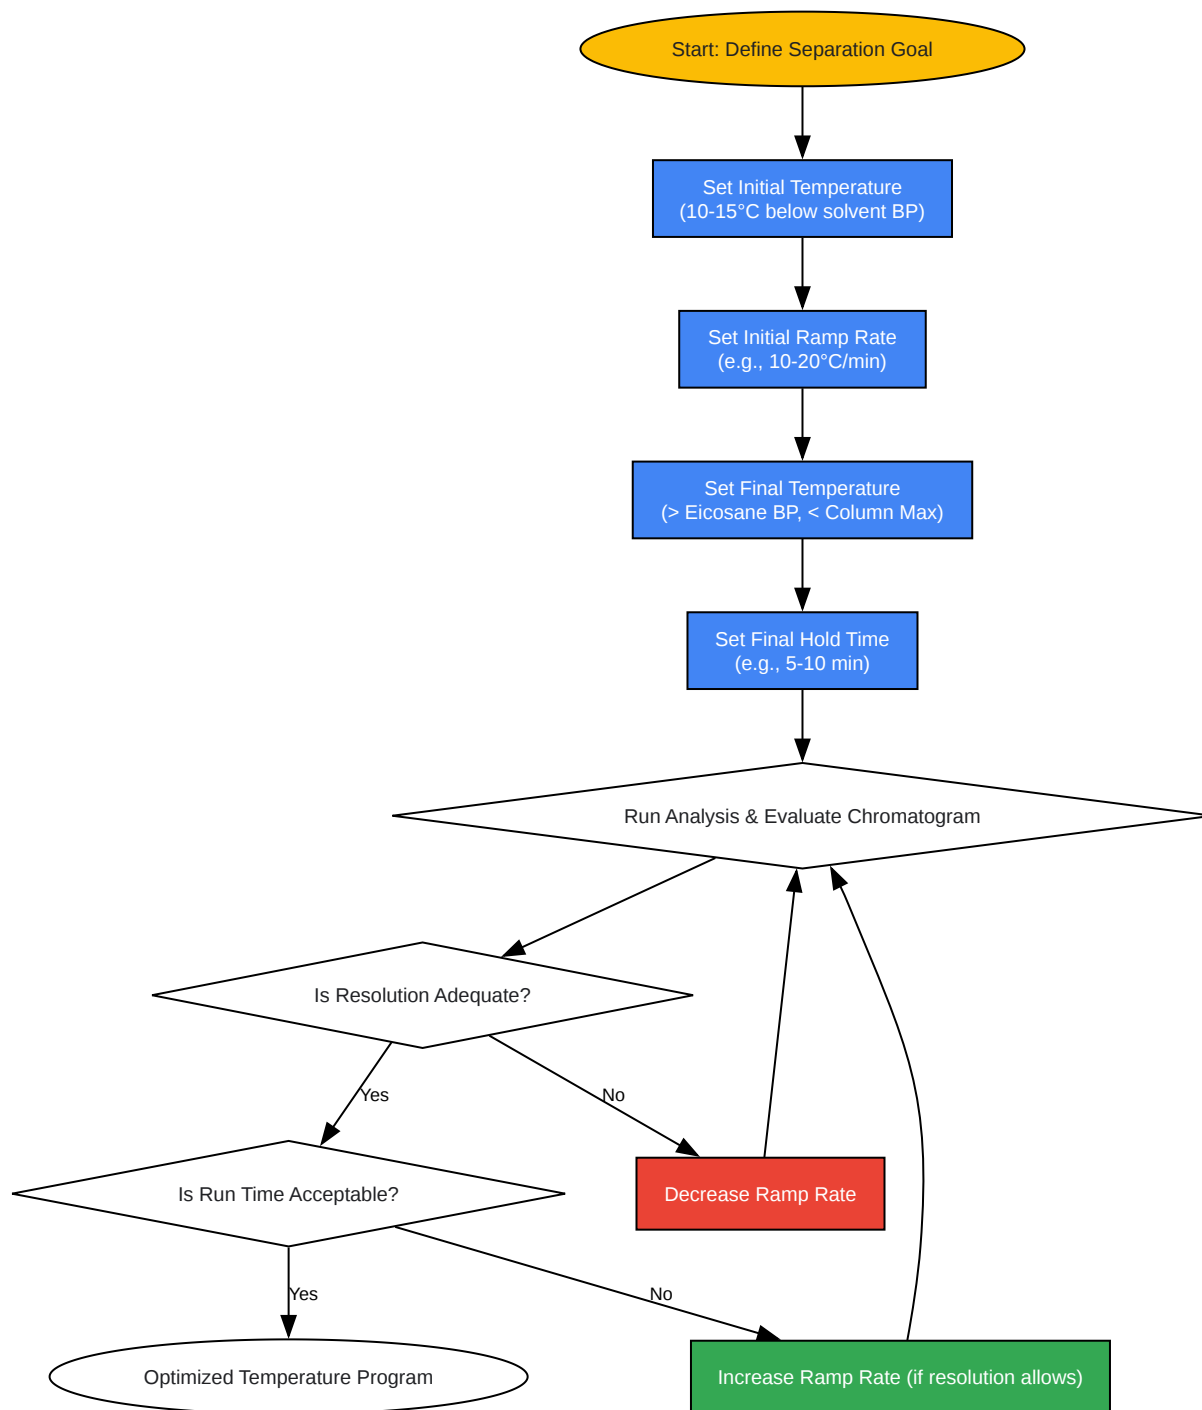 Start: Define Separation Goal
Set Initial Temperature
(10-15°C below solvent BP)
Set Initial Ramp Rate
(e.g., 10-20°C/min)
Set Final Temperature
(> Eicosane BP, < Column Max)
Set Final Hold Time
(e.g., 5-10 min)
Run Analysis & Evaluate Chromatogram
Is Resolution Adequate?
Yes
No
Is Run Time Acceptable?
Decrease Ramp Rate
Yes
No
Optimized Temperature Program
Increase Ramp Rate (if resolution allows)